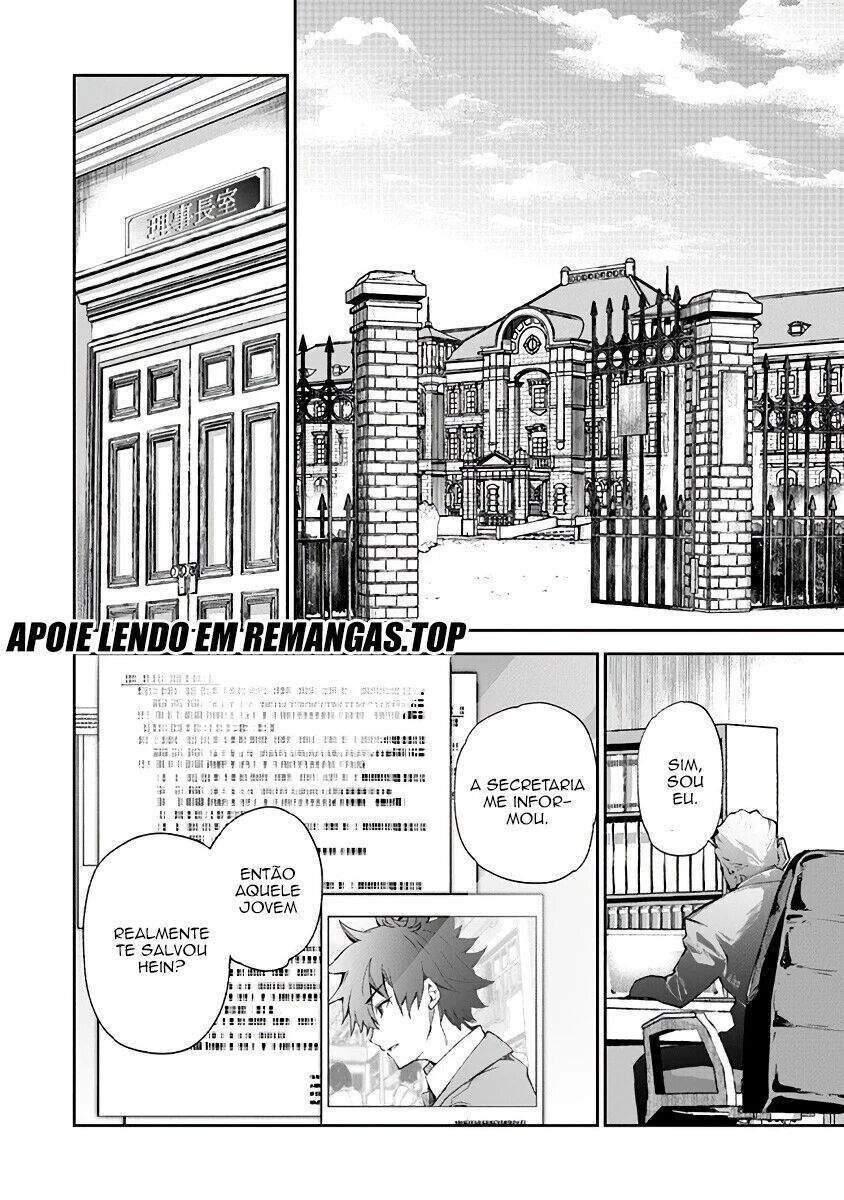 理事長室
APOIE LENDO EM REMANGAS.TOP
SIM,
SOU
EU.
A SECRETARIA
ME INFOR-
MOU.
ENTÃO
AQUELE
JOVEM
REALMENTE
TE SALVOU
HEIN?